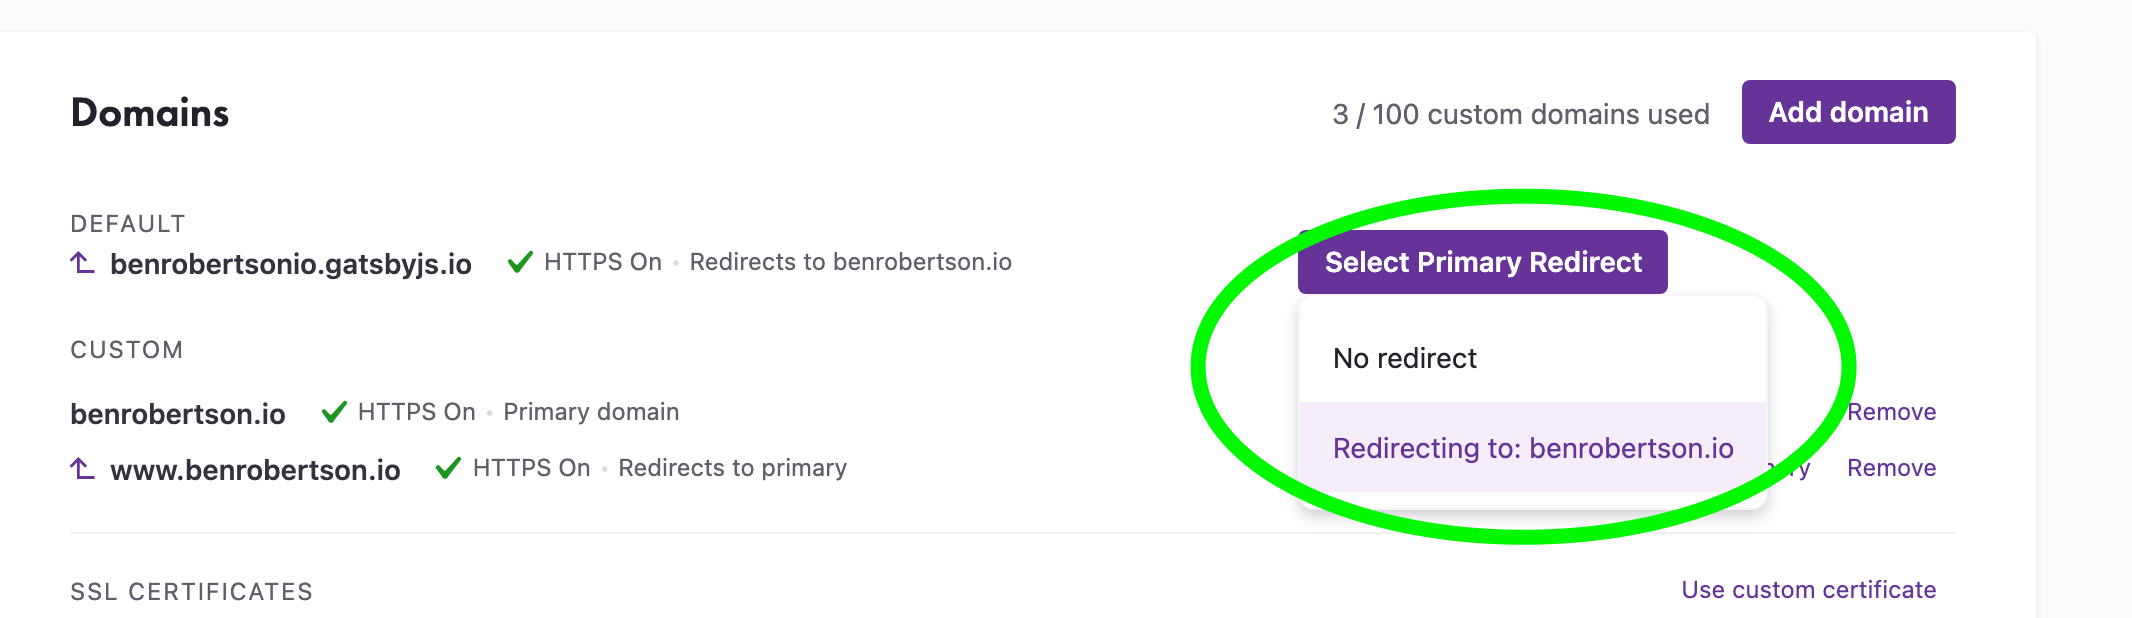 Domains
3 / 100 custom domains used
Add domain
DEFAULT
benrobertsonio.gatsbyjs.io HTTPS On • Redirects to benrobertson.io
Select Primary Redirect
No redirect
Redirecting to: benrobertson.io
CUSTOM
benrobertson.io HTTPS On • Primary domain
Remove
www.benrobertson.io HTTPS On • Redirects to primary
Remove
SSL CERTIFICATES
Use custom certificate